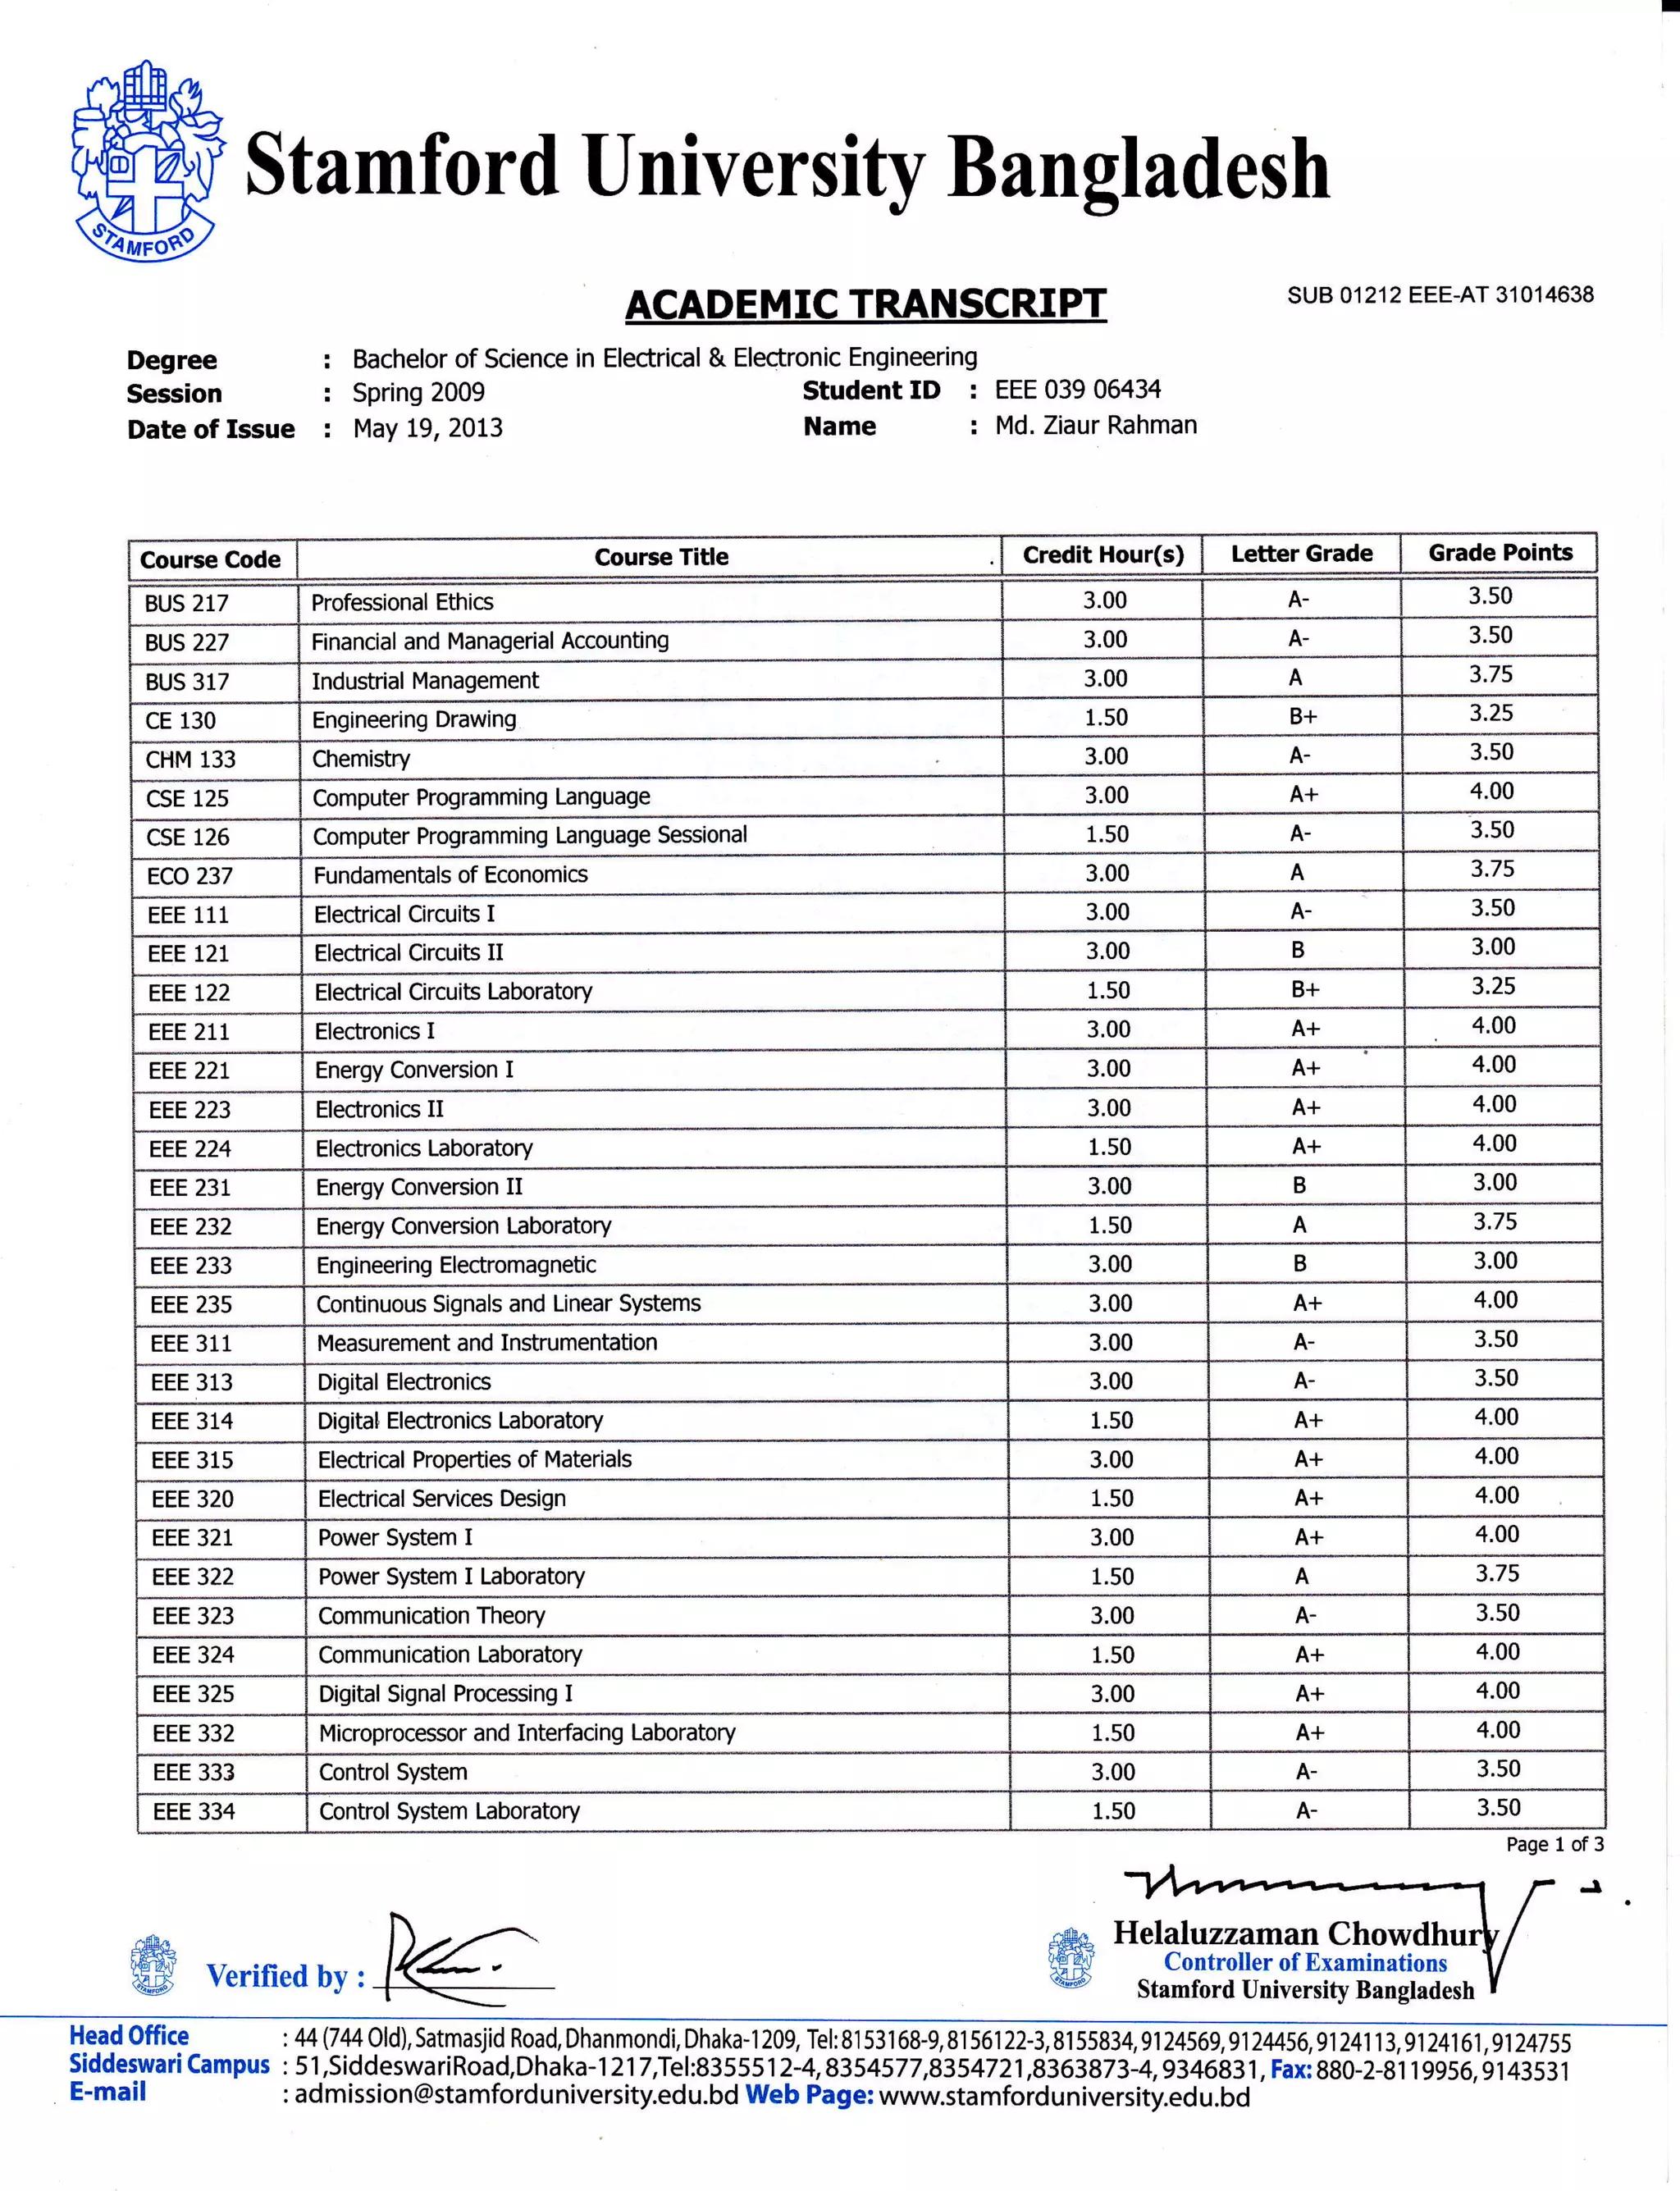 STAMFORD
Stamford University Bangladesh
ACADEMIC TRANSCRIPT
SUB 01212 EEE-AT 31014638
Degree : Bachelor of Science in Electrical & Electronic Engineering
Session : Spring 2009 Student ID : EEE 039 06434
Date of Issue : May 19, 2013 Name : Md. Ziaur Rahman
Course Code Course Title Credit Hour(s) Letter Grade Grade Points
BUS 217 Professional Ethics 3.00 A- 3.50
BUS 227 Financial and Managerial Accounting 3.00 A- 3.50
BUS 317 Industrial Management 3.00 A 3.75
CE 130 Engineering Drawing 1.50 B+ 3.25
CHM 133 Chemistry 3.00 A- 3.50
CSE 125 Computer Programming Language 3.00 A+ 4.00
CSE 126 Computer Programming Language Sessional 1.50 A- 3.50
ECO 237 Fundamentals of Economics 3.00 A 3.75
EEE 111 Electrical Circuits I 3.00 A- 3.50
EEE 121 Electrical Circuits II 3.00 B 3.00
EEE 122 Electrical Circuits Laboratory 1.50 B+ 3.25
EEE 211 Electronics I 3.00 A+ 4.00
EEE 221 Energy Conversion I 3.00 A+ 4.00
EEE 223 Electronics II 3.00 A+ 4.00
EEE 224 Electronics Laboratory 1.50 A+ 4.00
EEE 231 Energy Conversion II 3.00 B 3.00
EEE 232 Energy Conversion Laboratory 1.50 A 3.75
EEE 233 Engineering Electromagnetic 3.00 B 3.00
EEE 235 Continuous Signals and Linear Systems 3.00 A+ 4.00
EEE 311 Measurement and Instrumentation 3.00 A- 3.50
EEE 313 Digital Electronics 3.00 A- 3.50
EEE 314 Digital Electronics Laboratory 1.50 A+ 4.00
EEE 315 Electrical Properties of Materials 3.00 A+ 4.00
EEE 320 Electrical Services Design 1.50 A+ 4.00
EEE 321 Power System I 3.00 A+ 4.00
EEE 322 Power System I Laboratory 1.50 A 3.75
EEE 323 Communication Theory 3.00 A- 3.50
EEE 324 Communication Laboratory 1.50 A+ 4.00
EEE 325 Digital Signal Processing I 3.00 A+ 4.00
EEE 332 Microprocessor and Interfacing Laboratory 1.50 A+ 4.00
EEE 333 Control System 3.00 A- 3.50
EEE 334 Control System Laboratory 1.50 A- 3.50
Page 1 of 3
Verified by :
Helaluzzaman Chowdhury
Controller of Examinations
Stamford University Bangladesh
Head Office : 44 (744 Old), Satmasjid Road, Dhanmondi, Dhaka-1209, Tel: 8153168-9, 8156122-3, 8155834, 9124569, 9124456, 9124113, 9124161, 9124755
Siddeswari Campus : 51,SiddeswariRoad,Dhaka-1217,Tel:8355512-4, 8354577,8354721,8363873-4, 9346831, Fax: 880-2-8119956, 9143531
E-mail : admission@stamforduniversity.edu.bd Web Page: www.stamforduniversity.edu.bd